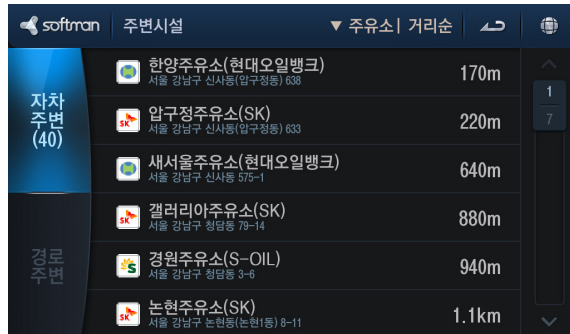 softman 주변시설 ▼ 주유소| 거리순
자차
주변
(40)
경로
주변
한양주유소(현대오일뱅크) 170m
서울 강남구 신사동(압구정동) 638
SK 압구정주유소(SK) 220m
서울 강남구 신사동(압구정동) 633
새서울주유소(현대오일뱅크) 640m
서울 강남구 신사동 575-1
SK 갤러리아주유소(SK) 880m
서울 강남구 청담동 79-14
S 경원주유소(S-OIL) 940m
서울 강남구 청담동 3-6
SK 논현주유소(SK) 1.1km
서울 강남구 논현동(논현1동) 8-11
1
7